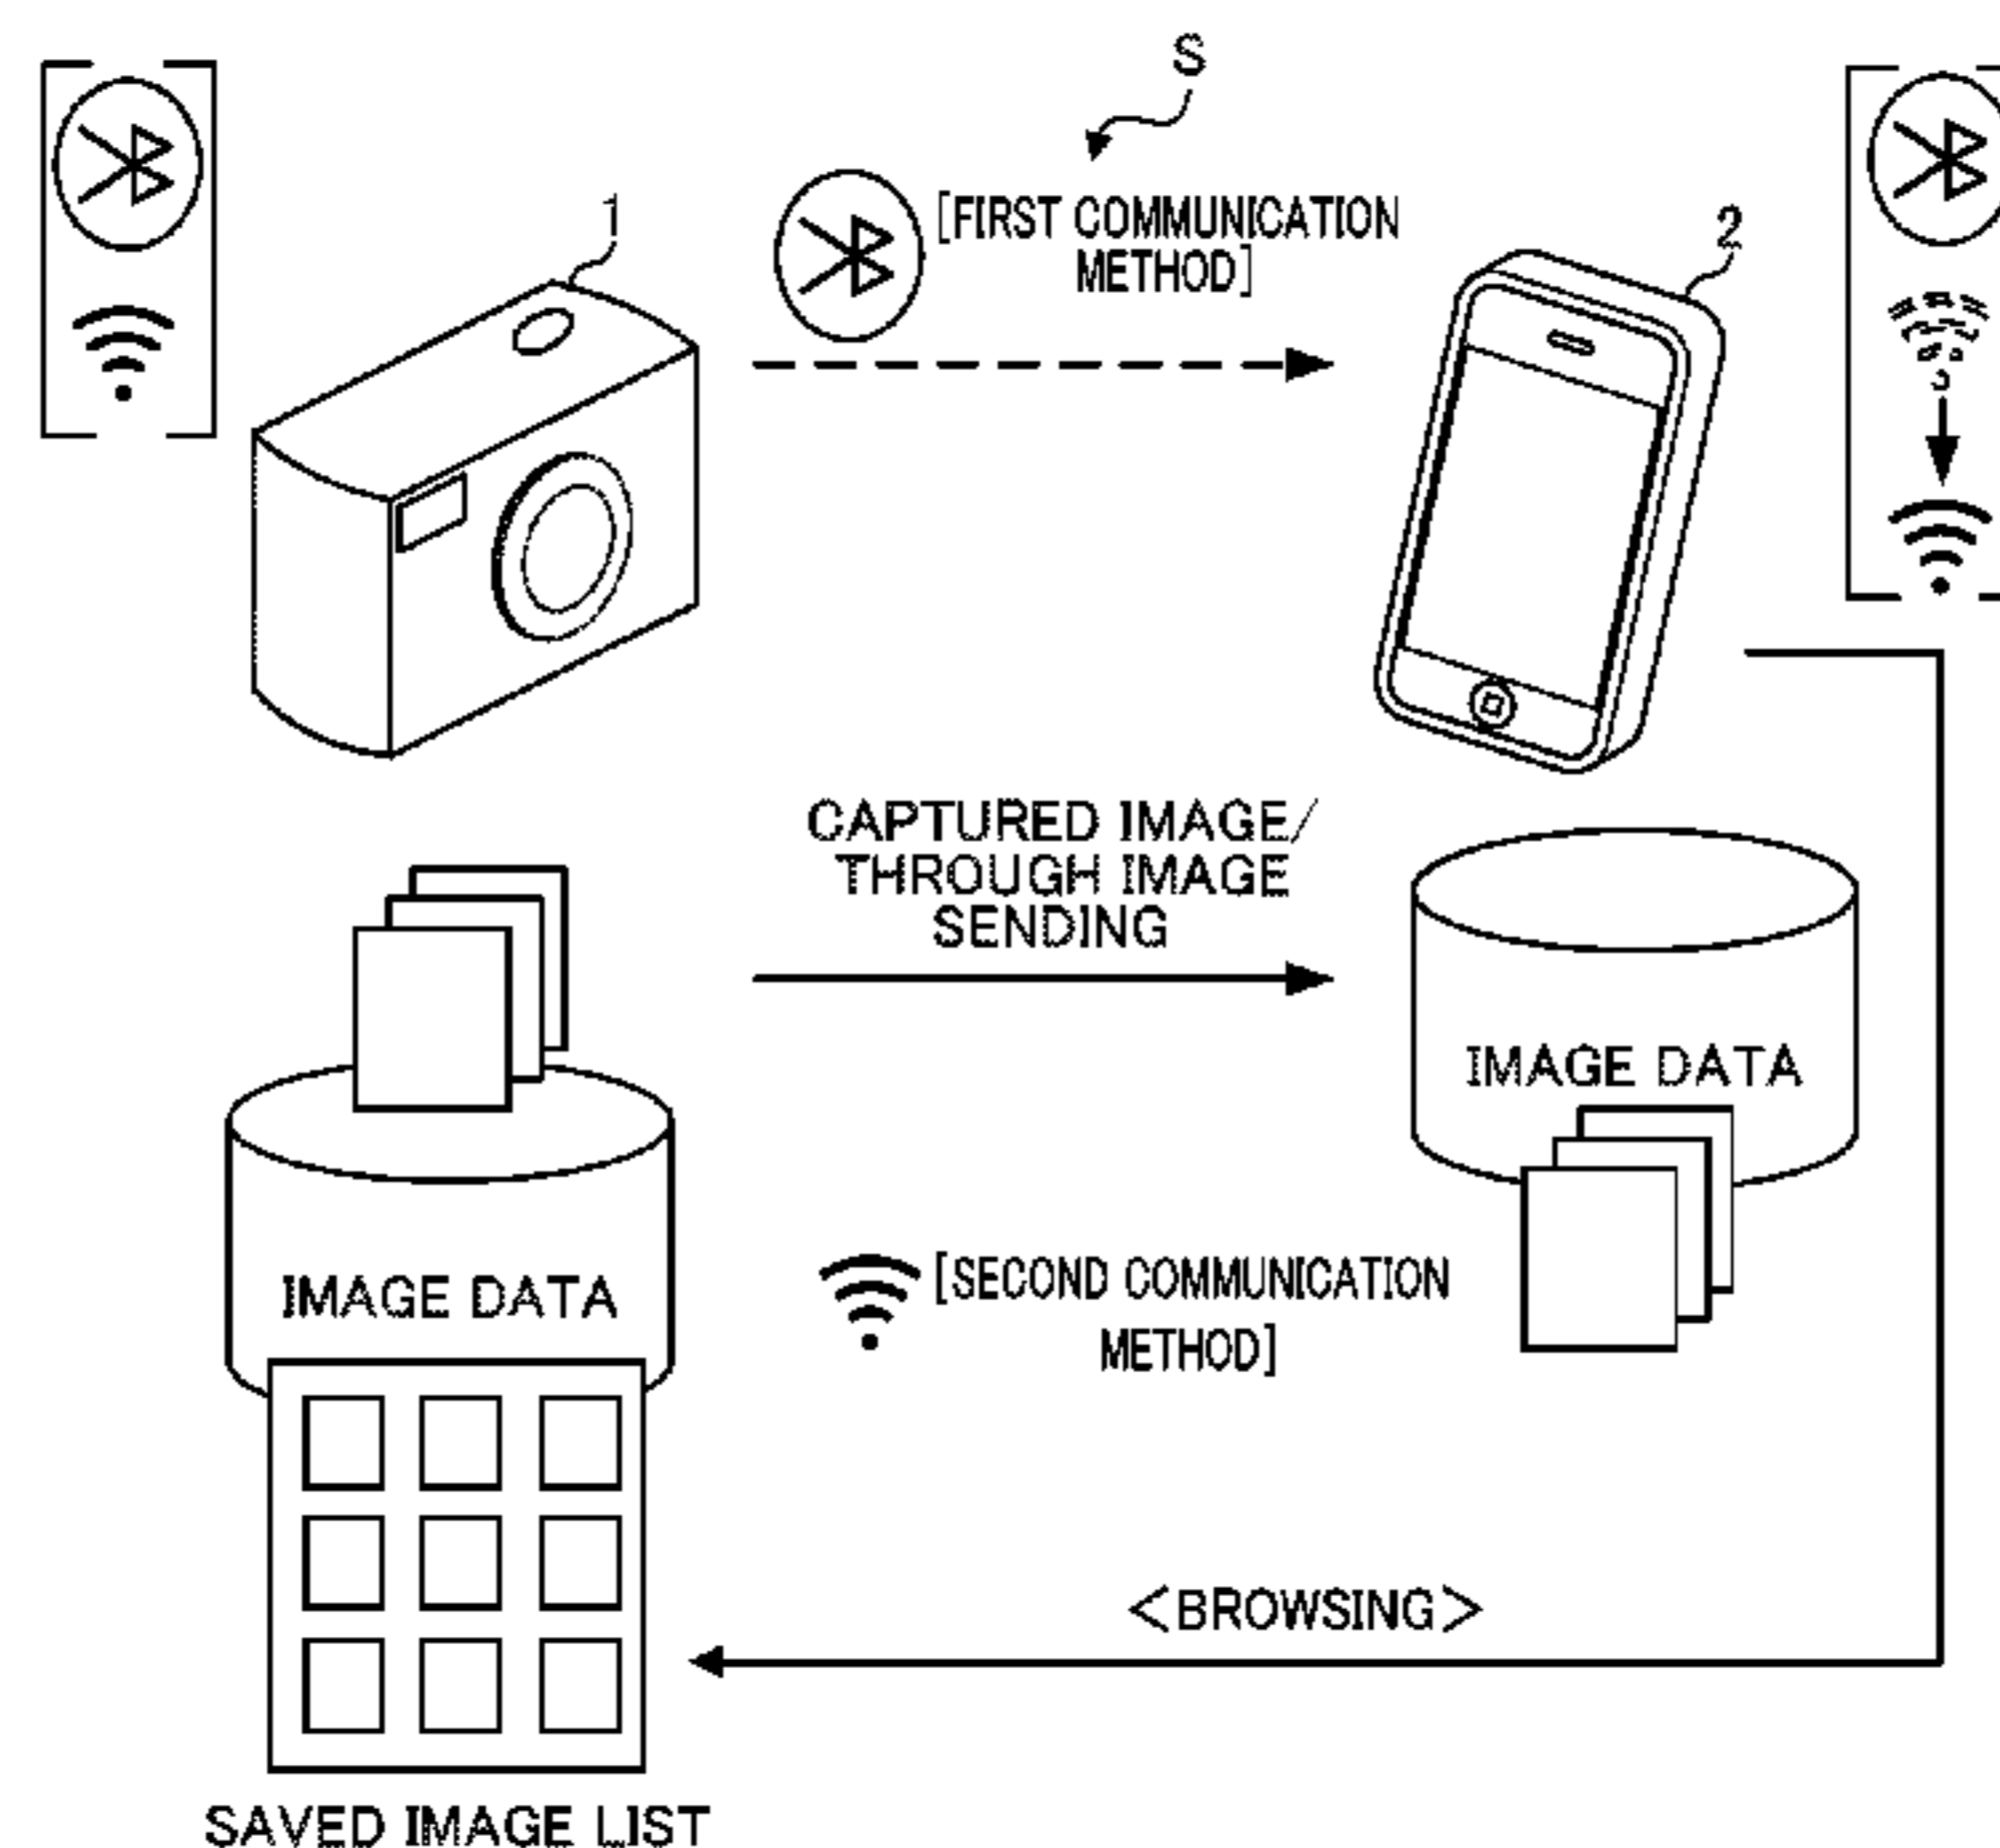 S
1
[FIRST COMMUNICATION
METHOD]
2
CAPTURED IMAGE/
THROUGH IMAGE
SENDING
IMAGE DATA
IMAGE DATA
[SECOND COMMUNICATION
METHOD]
<BROWSING>
SAVED IMAGE LIST